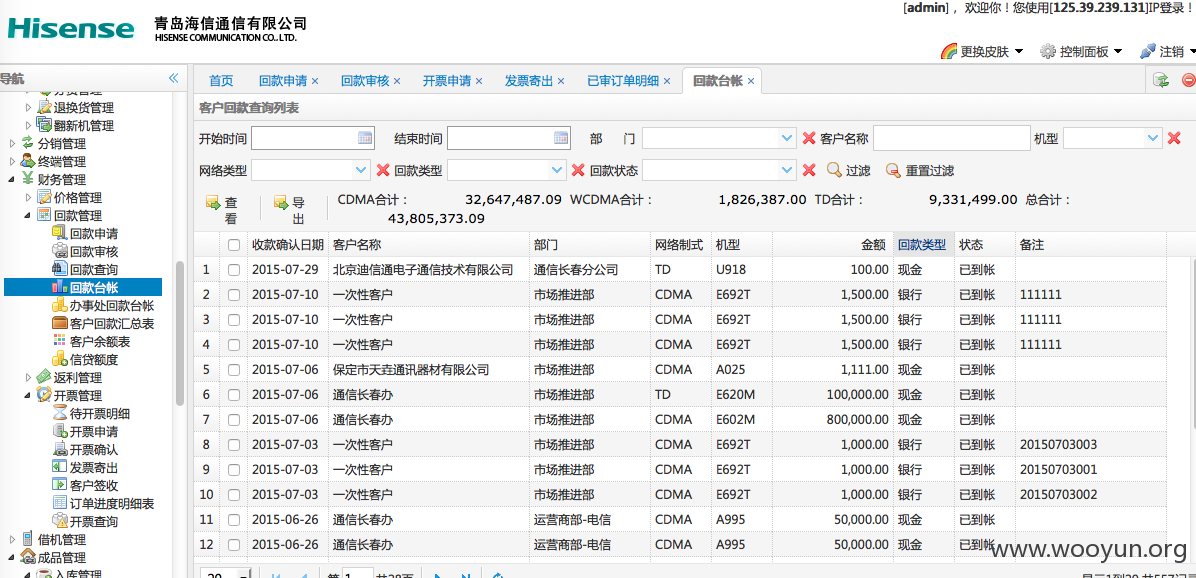 [admin] ，欢迎你！您使用[125.39.239.131]IP登录！
Hisense 青岛海信通信有限公司
HISENSE COMMUNICATION CO.,LTD.
更换皮肤 控制面板 注销
导航
首页 回款申请 × 回款审核 × 开票申请 × 发票寄出 × 已审订单明细 × 回款台帐 ×
退换货管理
翻新机管理
分销管理
终端管理
财务管理
价格管理
回款管理
回款申请
回款审核
回款查询
回款台帐
办事处回款台帐
客户回款汇总表
客户余额表
信贷额度
返利管理
开票管理
待开票明细
开票申请
开票确认
发票寄出
客户签收
订单进度明细表
开票查询
借机管理
成品管理
入库管理
客户回款查询列表
开始时间 结束时间 部 门 客户名称 机型
网络类型 回款类型 回款状态 过滤 重置过滤
查看 导出 CDMA合计： 32,647,487.09 WCDMA合计： 1,826,387.00 TD合计： 9,331,499.00 总合计：
43,805,373.09
收款确认日期 客户名称 部门 网络制式 机型 金额 回款类型 状态 备注
1 2015-07-29 北京迪信通电子通信技术有限公司 通信长春分公司 TD U918 100.00 现金 已到帐
2 2015-07-10 一次性客户 市场推进部 CDMA E692T 1,500.00 银行 已到帐 111111
3 2015-07-10 一次性客户 市场推进部 CDMA E692T 1,500.00 银行 已到帐 111111
4 2015-07-10 一次性客户 市场推进部 CDMA E692T 1,500.00 银行 已到帐 111111
5 2015-07-06 保定市天垚通讯器材有限公司 市场推进部 CDMA A025 1,111.00 现金 已到帐
6 2015-07-06 通信长春办 市场推进部 TD E620M 100,000.00 现金 已到帐
7 2015-07-06 通信长春办 市场推进部 CDMA E602M 800,000.00 现金 已到帐
8 2015-07-03 一次性客户 市场推进部 CDMA E692T 1,000.00 银行 已到帐 20150703003
9 2015-07-03 一次性客户 市场推进部 CDMA E692T 1,000.00 银行 已到帐 20150703001
10 2015-07-03 一次性客户 市场推进部 CDMA E692T 1,000.00 银行 已到帐 20150703002
11 2015-06-26 通信长春办 运营商部-电信 CDMA A995 50,000.00 现金 已到帐
12 2015-06-26 通信长春办 运营商部-电信 CDMA A995 50,000.00 现金 已到帐
www.wooyun.org
20 第 1 共28页